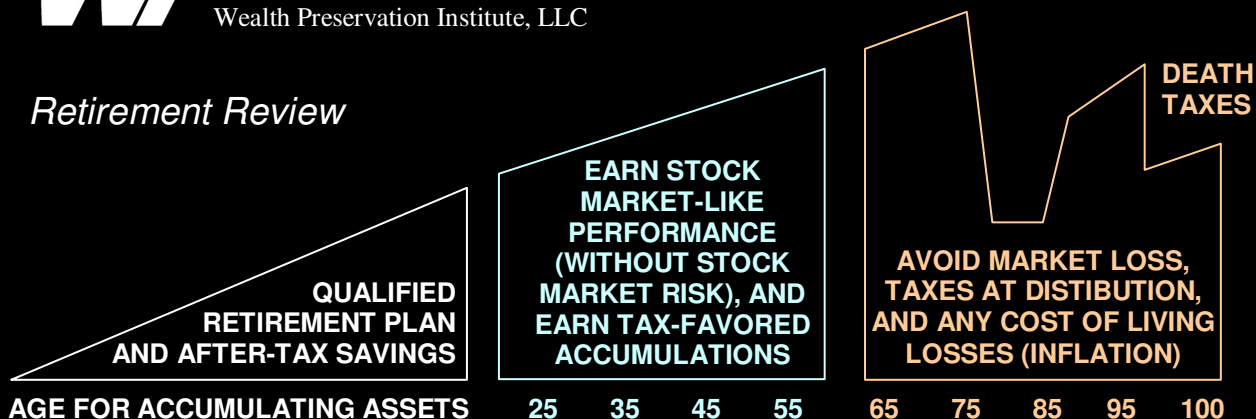 Wealth Preservation Institute, LLC
Retirement Review
QUALIFIED
RETIREMENT PLAN
AND AFTER-TAX SAVINGS
EARN STOCK
MARKET-LIKE
PERFORMANCE
(WITHOUT STOCK
MARKET RISK), AND
EARN TAX-FAVORED
ACCUMULATIONS
DEATH
TAXES
AVOID MARKET LOSS,
TAXES AT DISTIBUTION,
AND ANY COST OF LIVING
LOSSES (INFLATION)
AGE FOR ACCUMULATING ASSETS 25 35 45 55 65 75 85 95 100